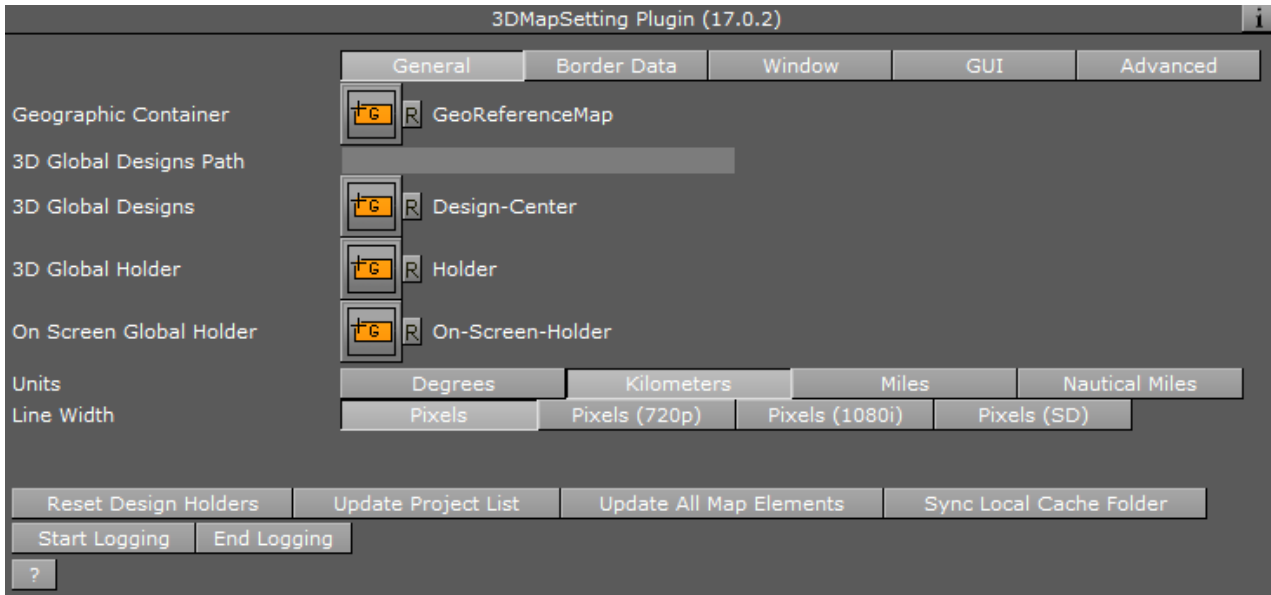 3DMapSetting Plugin (17.0.2) i
General Border Data Window GUI Advanced
Geographic Container G R GeoReferenceMap
3D Global Designs Path
3D Global Designs G R Design-Center
3D Global Holder G R Holder
On Screen Global Holder G R On-Screen-Holder
Units Degrees Kilometers Miles Nautical Miles
Line Width Pixels Pixels (720p) Pixels (1080i) Pixels (SD)
Reset Design Holders Update Project List Update All Map Elements Sync Local Cache Folder
Start Logging End Logging
?